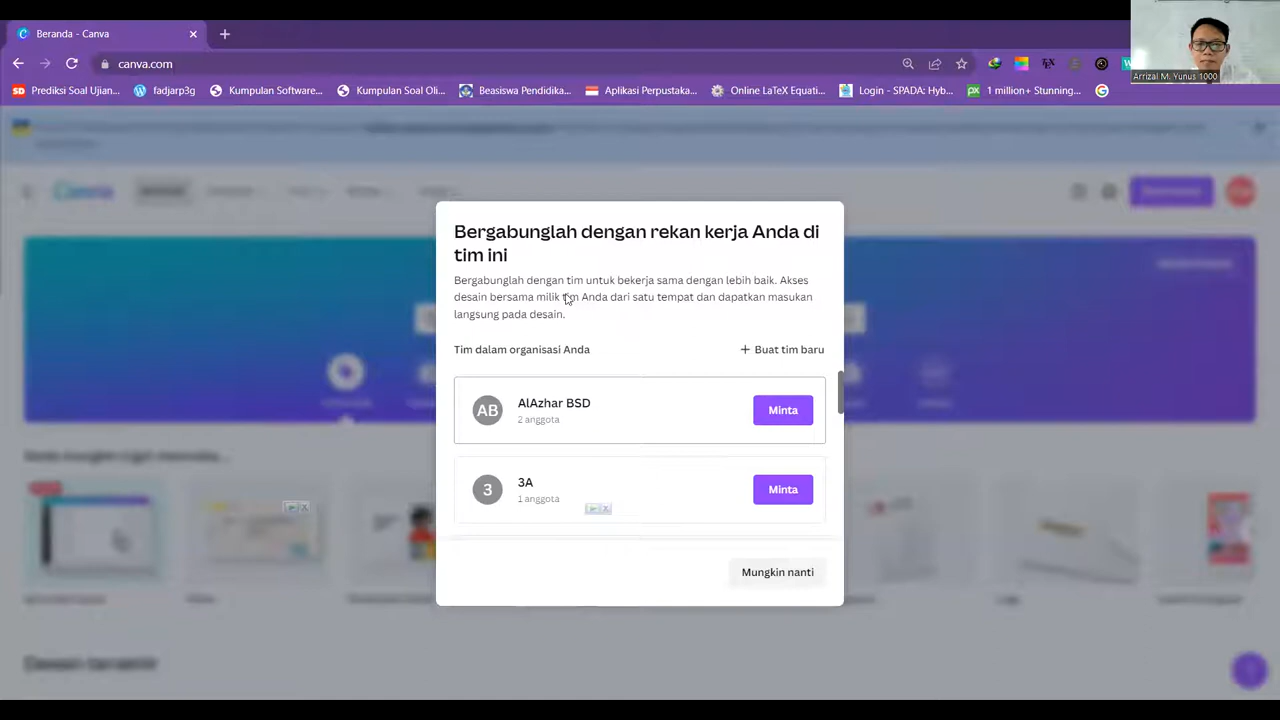 Beranda - Canva
canva.com
Arrizal M. Yunus 1000
Prediksi Soal Ujian...
fadjarp3g
Kumpulan Software...
Kumpulan Soal Oli...
Beasiswa Pendidika...
Aplikasi Perpustaka...
Online LaTeX Equati...
Login - SPADA: Hyb...
1 million+ Stunning...
Canva
Bergabunglah dengan rekan kerja Anda di
tim ini
Bergabunglah dengan tim untuk bekerja sama dengan lebih baik. Akses
desain bersama milik tim Anda dari satu tempat dan dapatkan masukan
langsung pada desain.
Tim dalam organisasi Anda
+ Buat tim baru
AB
AlAzhar BSD
2 anggota
Minta
3
3A
1 anggota
Minta
Mungkin nanti